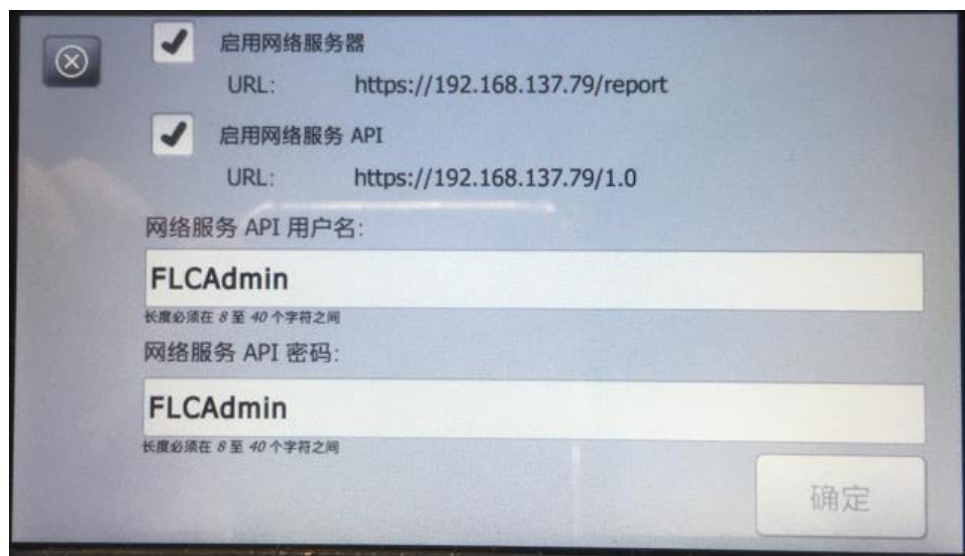 启用网络服务器
URL: https://192.168.137.79/report
启用网络服务 API
URL: https://192.168.137.79/1.0
网络服务 API 用户名:
FLCAdmin
长度必须在 8 至 40 个字符之间
网络服务 API 密码:
FLCAdmin
长度必须在 8 至 40 个字符之间
确定